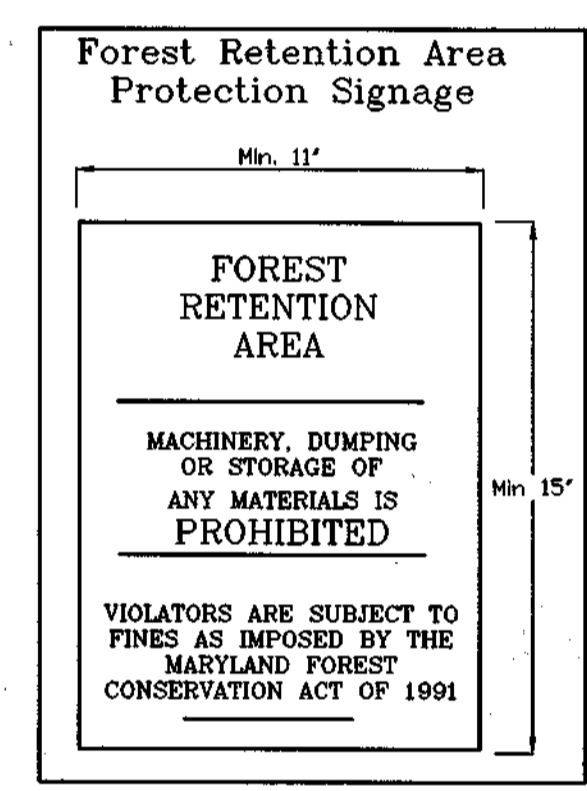 Forest Retention Area
Protection Signage
Min. 11"
FOREST
RETENTION
AREA
MACHINERY, DUMPING
OR STORAGE OF
ANY MATERIALS IS
PROHIBITED
Min 15"
VIOLATORS ARE SUBJECT TO
FINES AS IMPOSED BY THE
MARYLAND FOREST
CONSERVATION ACT OF 1991